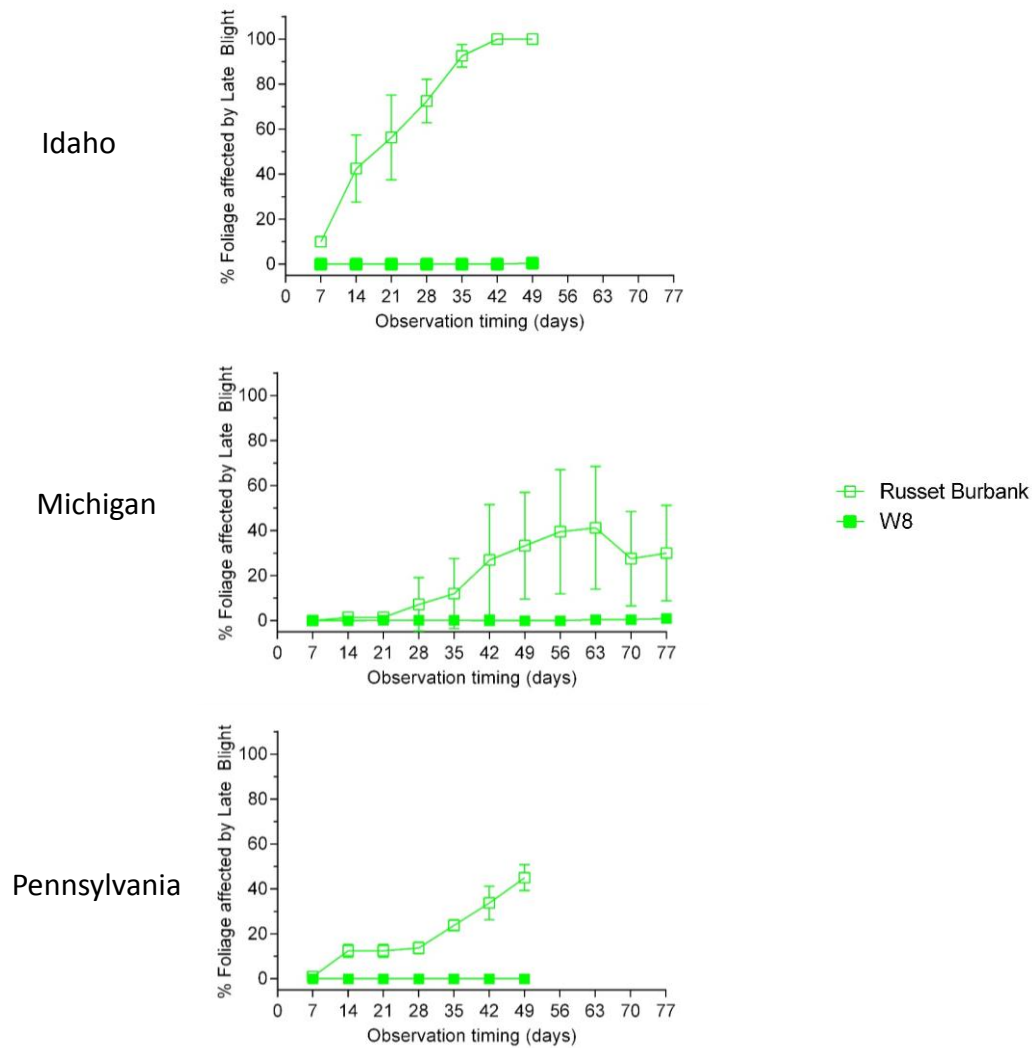 Idaho
% Foliage affected by Late Blight
100
80
60
40
20
0
0 7 14 21 28 35 42 49 56 63 70 77
Observation timing (days)
Michigan
% Foliage affected by Late Blight
100
80
60
40
20
0
0 7 14 21 28 35 42 49 56 63 70 77
Observation timing (days)
Russet Burbank
W8
Pennsylvania
% Foliage affected by Late Blight
100
80
60
40
20
0
0 7 14 21 28 35 42 49 56 63 70 77
Observation timing (days)